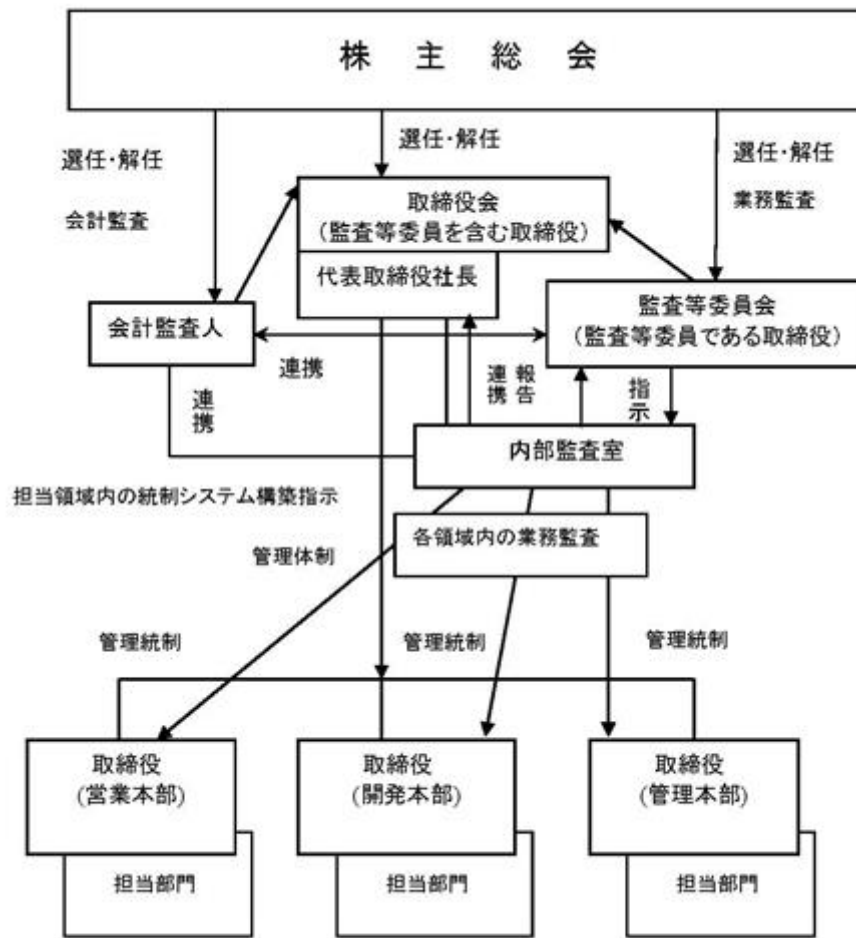 株 主 総 会
選任・解任
選任・解任
選任・解任
会計監査
業務監査
取締役会
（監査等委員を含む取締役）
代表取締役社長
会計監査人
監査等委員会
（監査等委員である取締役）
連携
連携
連携
報告
指示
内部監査室
担当領域内の統制システム構築指示
各領域内の業務監査
管理体制
管理統制
管理統制
管理統制
取締役
(営業本部)
取締役
(開発本部)
取締役
(管理本部)
担当部門
担当部門
担当部門